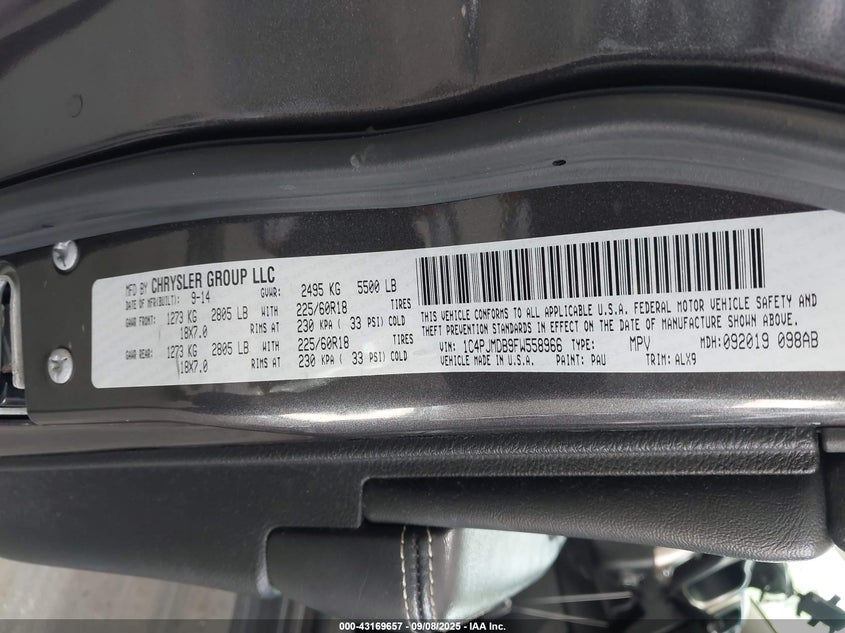 MFD BY CHRYSLER GROUP LLC
DATE OF MFR(BUILT): 9-14 GVWR: 2495 KG 5500 LB
GAWR FRONT: 1273 KG 2805 LB WITH 225/60R18 TIRES
18X7.0 RIMS AT 230 KPA ( 33 PSI) COLD
GAWR REAR: 1273 KG 2805 LB WITH 225/60R18 TIRES
18X7.0 RIMS AT 230 KPA ( 33 PSI) COLD
THIS VEHICLE CONFORMS TO ALL APPLICABLE U.S.A. FEDERAL MOTOR VEHICLE SAFETY AND
THEFT PREVENTION STANDARDS IN EFFECT ON THE DATE OF MANUFACTURE SHOWN ABOVE.
VIN: 1C4PJMDB9FW558966 TYPE: MPV MDH:092019 098AB
VEHICLE MADE IN U.S.A. PAINT: PAU TRIM: ALX9
000-43169657 - 09/08/2025 - IAA Inc.